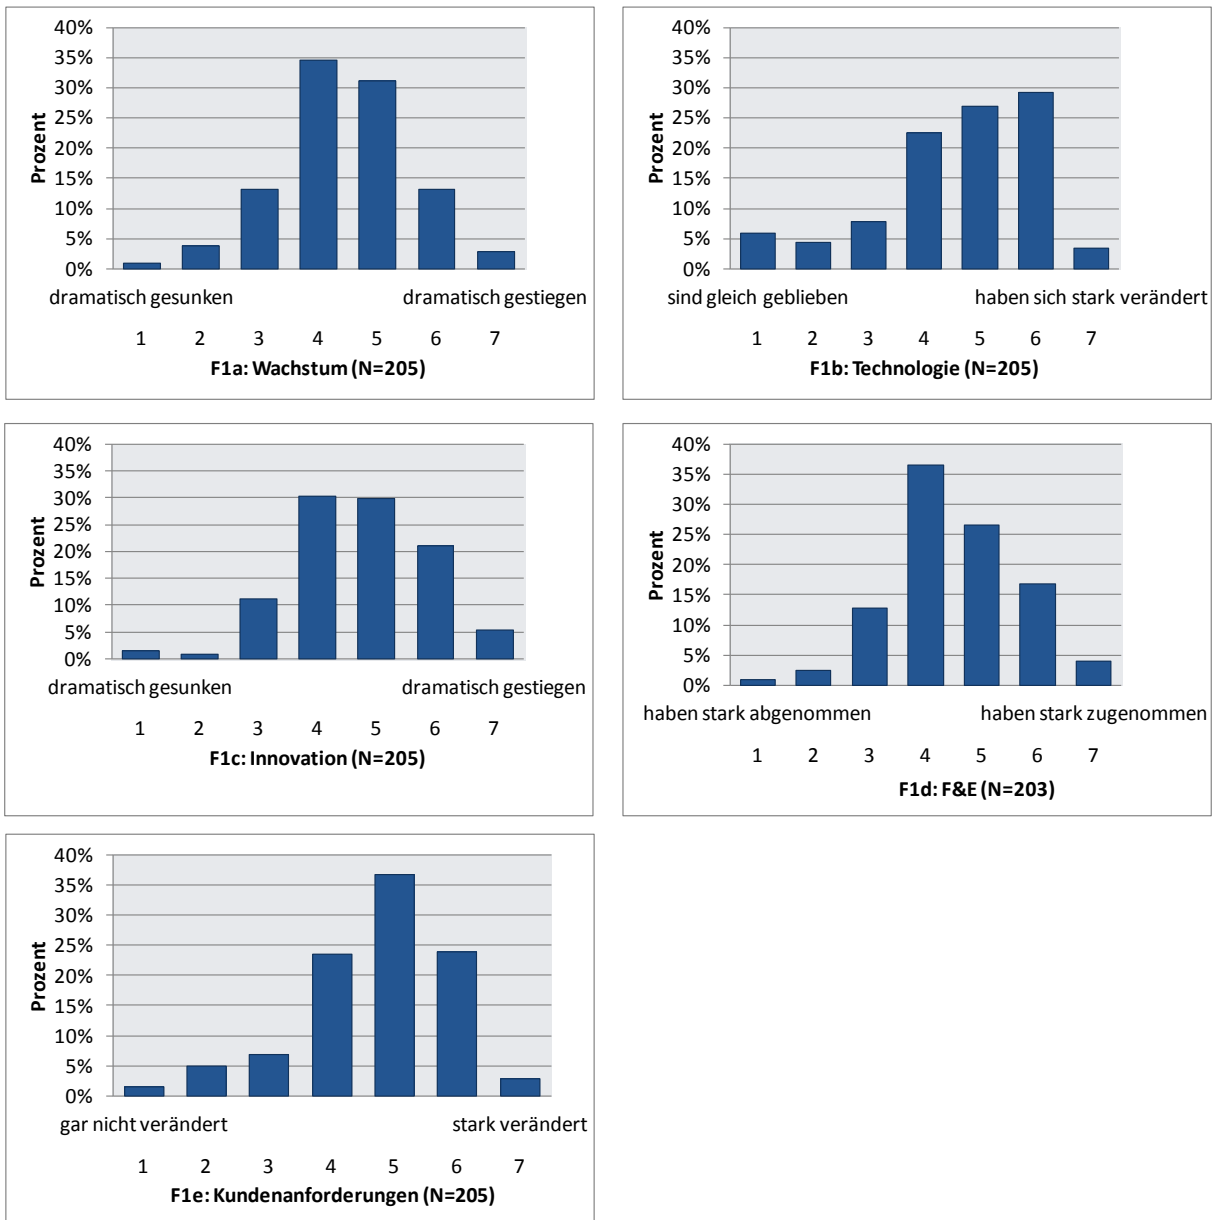 40%
35%
30%
25%
20%
15%
10%
5%
0%
Prozent
dramatisch gesunken dramatisch gestiegen
1 2 3 4 5 6 7
F1a: Wachstum (N=205)
40%
35%
30%
25%
20%
15%
10%
5%
0%
Prozent
sind gleich geblieben haben sich stark verändert
1 2 3 4 5 6 7
F1b: Technologie (N=205)
40%
35%
30%
25%
20%
15%
10%
5%
0%
Prozent
dramatisch gesunken dramatisch gestiegen
1 2 3 4 5 6 7
F1c: Innovation (N=205)
40%
35%
30%
25%
20%
15%
10%
5%
0%
Prozent
haben stark abgenommen haben stark zugenommen
1 2 3 4 5 6 7
F1d: F&E (N=203)
40%
35%
30%
25%
20%
15%
10%
5%
0%
Prozent
gar nicht verändert stark verändert
1 2 3 4 5 6 7
F1e: Kundenanforderungen (N=205)